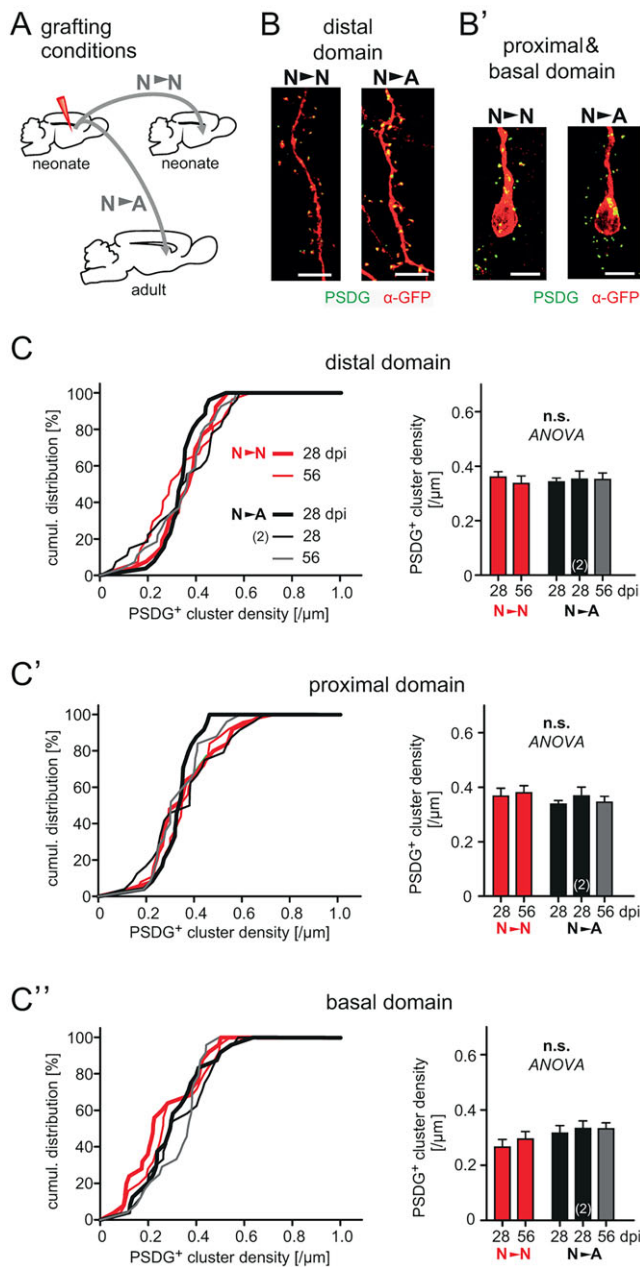 A grafting
conditions
N►N
neonate
neonate
N►A
adult
B distal
domain
N►N N►A
PSDG α-GFP
B’ proximal&
basal domain
N►N N►A
PSDG α-GFP
C distal domain
cumul. distribution [%]
100
80
60
40
20
0
0 0.2 0.4 0.6 0.8 1.0
PSDG+ cluster density [/µm]
N►N 28 dpi
56
N►A 28 dpi
(2) 28
56
PSDG+ cluster density
[/µm]
0.6
0.4
0.2
0
n.s.
ANOVA
(2)
28 56 28 28 56 dpi
N►N N►A
C’ proximal domain
cumul. distribution [%]
100
80
60
40
20
0
0 0.2 0.4 0.6 0.8 1.0
PSDG+ cluster density [/µm]
PSDG+ cluster density
[/µm]
0.6
0.4
0.2
0
n.s.
ANOVA
(2)
28 56 28 28 56 dpi
N►N N►A
C’’ basal domain
cumul. distribution [%]
100
80
60
40
20
0
0 0.2 0.4 0.6 0.8 1.0
PSDG+ cluster density [/µm]
PSDG+ cluster density
[/µm]
0.6
0.4
0.2
0
n.s.
ANOVA
(2)
28 56 28 28 56 dpi
N►N N►A